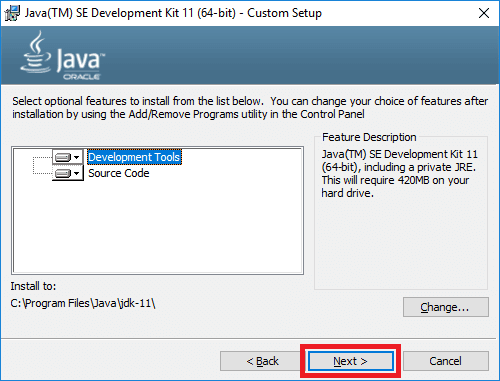 Java(TM) SE Development Kit 11 (64-bit) - Custom Setup
Java
ORACLE
Select optional features to install from the list below.  You can change your choice of features after
installation by using the Add/Remove Programs utility in the Control Panel
Development Tools
Source Code
Feature Description
Java(TM) SE Development Kit 11
(64-bit), including a private JRE.
This will require 420MB on your
hard drive.
Install to:
C:\Program Files\Java\jdk-11\
Change...
< Back
Next >
Cancel